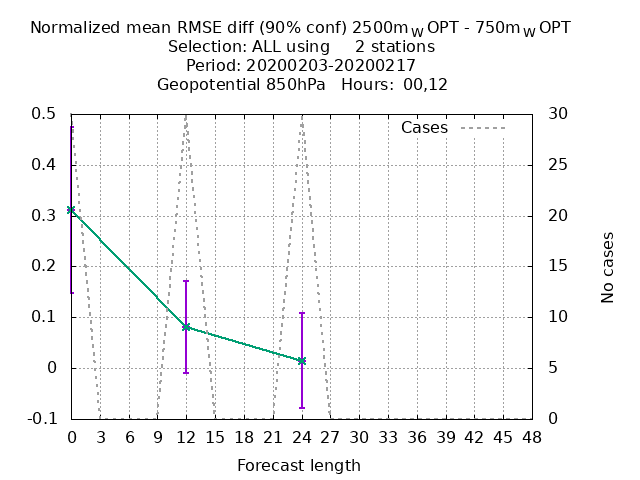 Normalized mean RMSE diff (90% conf) 2500m_W OPT - 750m_W OPT
Selection: ALL using 2 stations
Period: 20200203-20200217
Geopotential 850hPa Hours: 00,12
Cases
0.5
0.4
0.3
0.2
0.1
0
-0.1
30
25
20
15
10
5
0
No cases
0 3 6 9 12 15 18 21 24 27 30 33 36 39 42 45 48
Forecast length